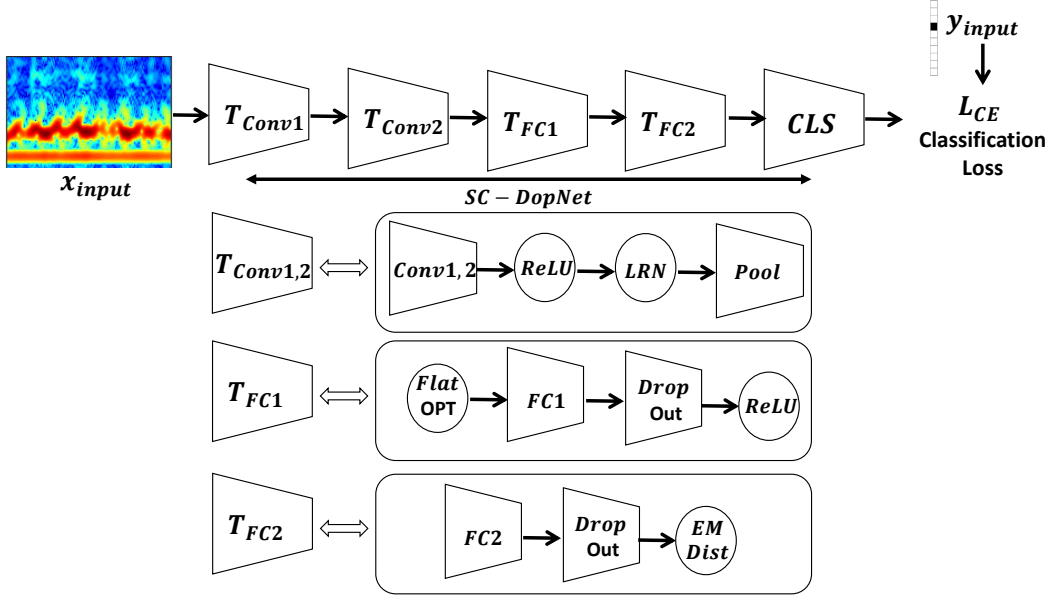 y_input
T_Conv1
T_Conv2
T_FC1
T_FC2
CLS
L_CE
Classification
Loss
x_input
SC − DopNet
T_Conv1,2
Conv1,2
ReLU
LRN
Pool
T_FC1
Flat
OPT
FC1
Drop
Out
ReLU
T_FC2
FC2
Drop
Out
EM
Dist